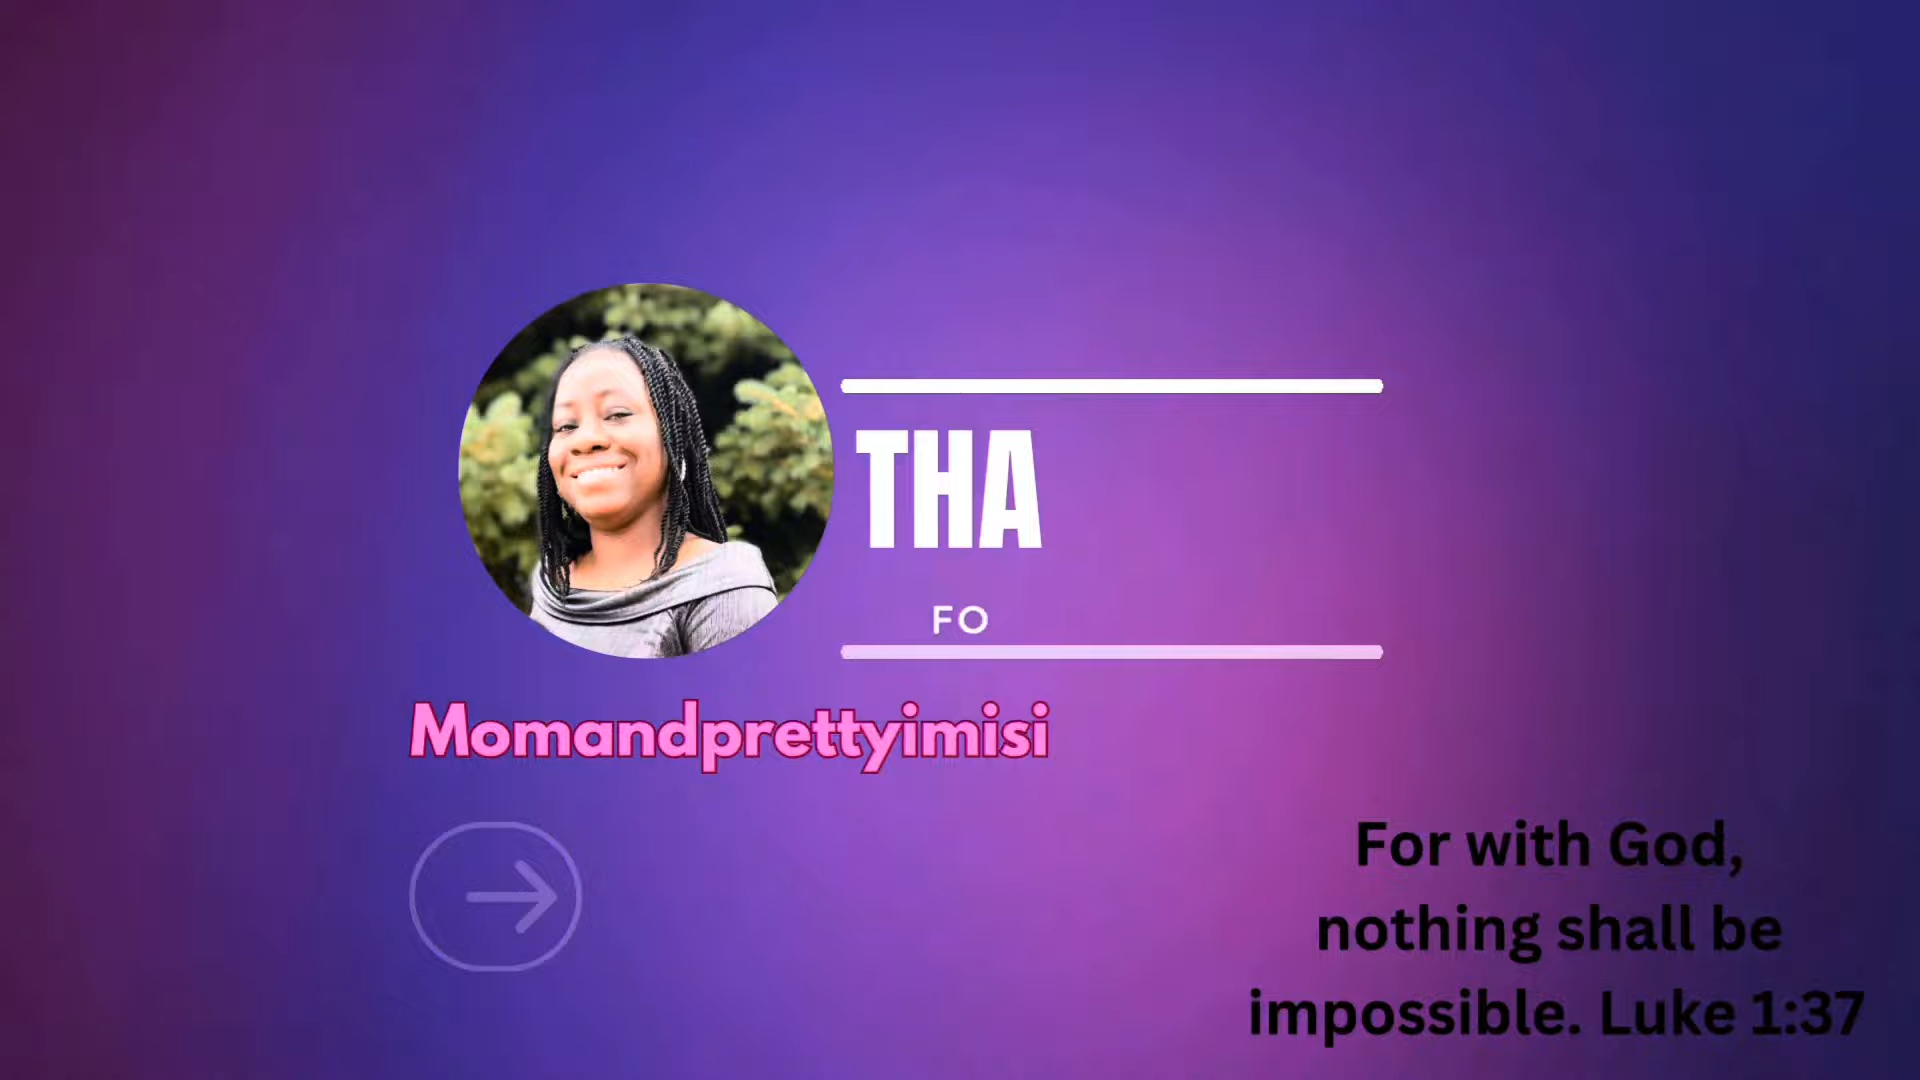 THA
FO
Momandprettyimisi
For with God,
nothing shall be
impossible. Luke 1:37